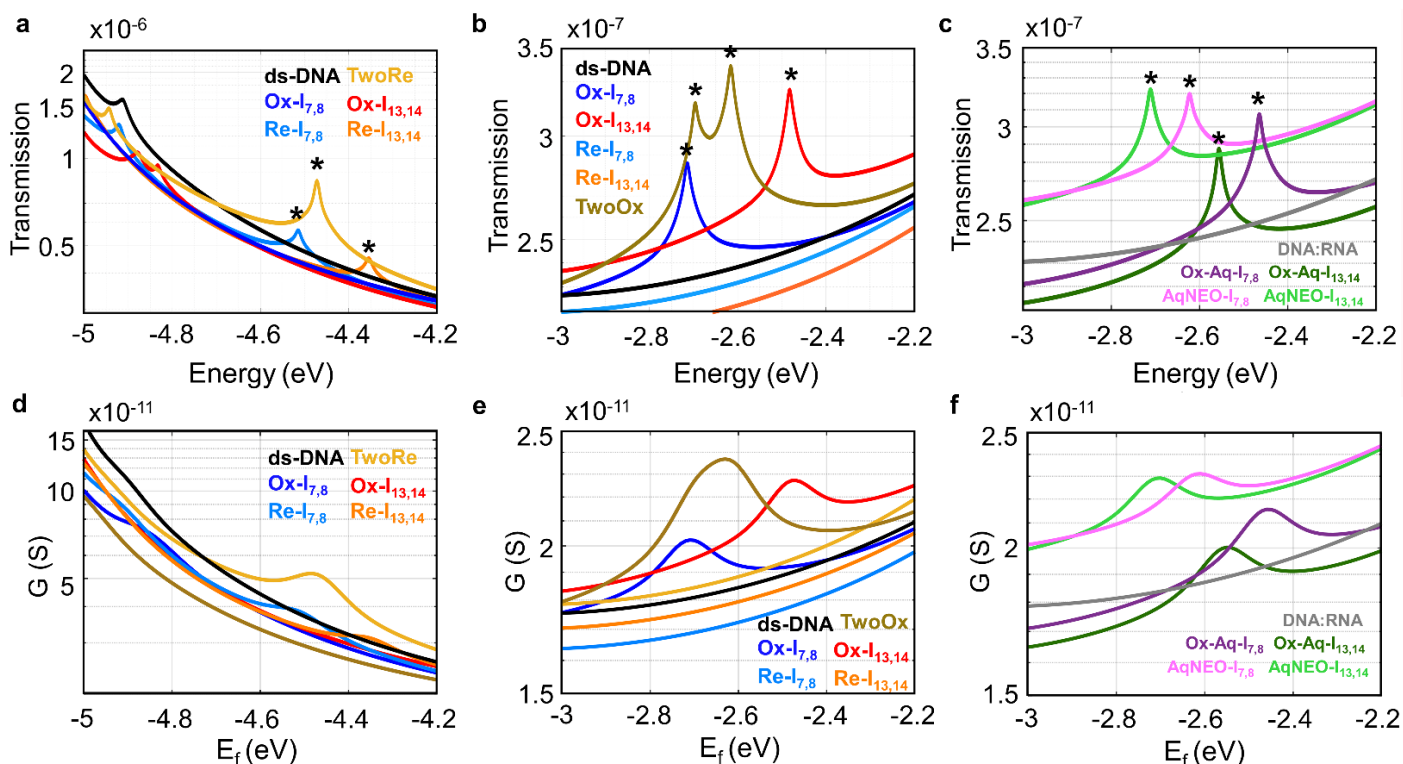 a
x10⁻⁶
Transmission
2
1.5
1
0.5
ds-DNA TwoRe
Ox-I₇,₈ Ox-I₁₃,₁₄
Re-I₇,₈ Re-I₁₃,₁₄
*
*
*
-5 -4.8 -4.6 -4.4 -4.2
Energy (eV)
b
x10⁻⁷
Transmission
3.5
3
2.5
ds-DNA
Ox-I₇,₈
Ox-I₁₃,₁₄
Re-I₇,₈
Re-I₁₃,₁₄
TwoOx
*
*
*
*
-3 -2.8 -2.6 -2.4 -2.2
Energy (eV)
c
x10⁻⁷
Transmission
3.5
3
2.5
*
*
*
*
DNA:RNA
Ox-Aq-I₇,₈ Ox-Aq-I₁₃,₁₄
AqNEO-I₇,₈ AqNEO-I₁₃,₁₄
-3 -2.8 -2.6 -2.4 -2.2
Energy (eV)
d
x10⁻¹¹
G (S)
15
10
5
ds-DNA TwoRe
Ox-I₇,₈ Ox-I₁₃,₁₄
Re-I₇,₈ Re-I₁₃,₁₄
-5 -4.8 -4.6 -4.4 -4.2
E_f (eV)
e
x10⁻¹¹
G (S)
2.5
2
1.5
ds-DNA TwoOx
Ox-I₇,₈ Ox-I₁₃,₁₄
Re-I₇,₈ Re-I₁₃,₁₄
-3 -2.8 -2.6 -2.4 -2.2
E_f (eV)
f
x10⁻¹¹
G (S)
2.5
2
1.5
DNA:RNA
Ox-Aq-I₇,₈ Ox-Aq-I₁₃,₁₄
AqNEO-I₇,₈ AqNEO-I₁₃,₁₄
-3 -2.8 -2.6 -2.4 -2.2
E_f (eV)